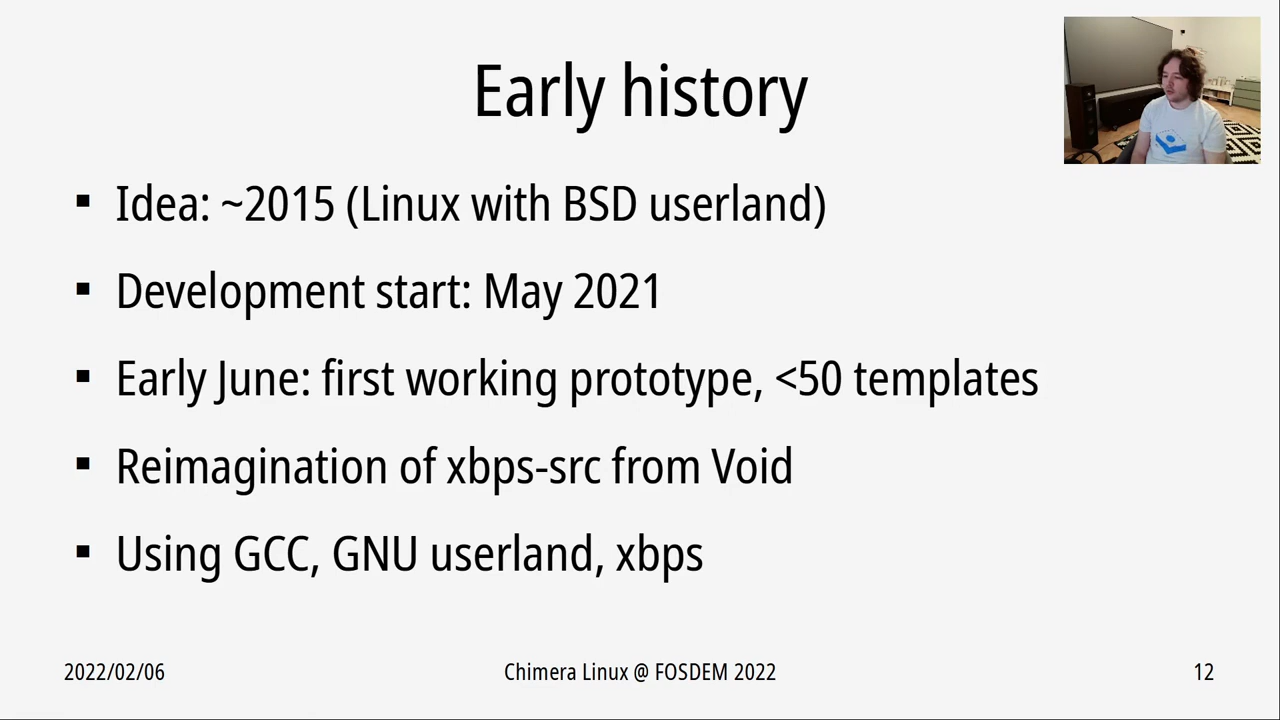 Early history
▪ Idea: ~2015 (Linux with BSD userland)
▪ Development start: May 2021
▪ Early June: first working prototype, <50 templates
▪ Reimagination of xbps-src from Void
▪ Using GCC, GNU userland, xbps
2022/02/06
Chimera Linux @ FOSDEM 2022
12